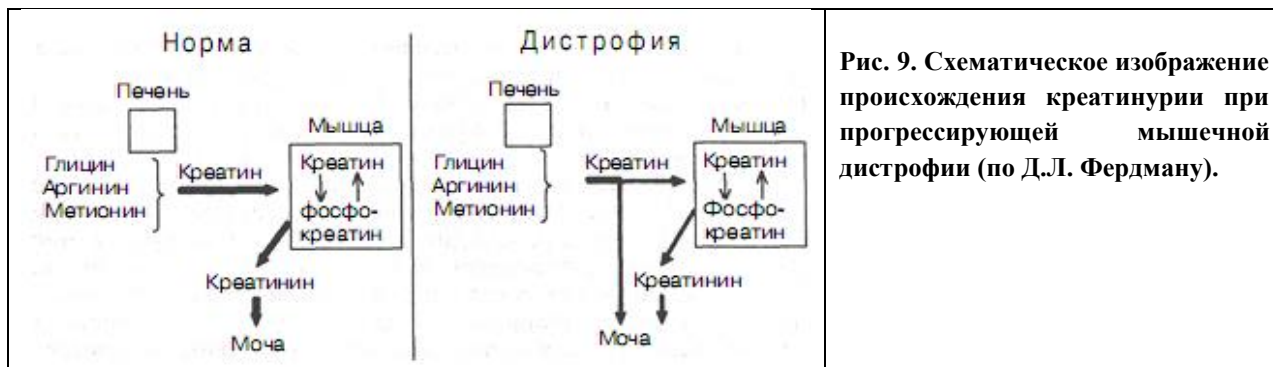 Норма
Печень
Мышца
Глицин
Аргинин
Метионин
Креатин
Креатин
фосфо-
креатин
Креатинин
Моча
Дистрофия
Печень
Мышца
Глицин
Аргинин
Метионин
Креатин
Креатин
Фосфо-
креатин
Креатинин
Моча
Рис. 9. Схематическое изображение
происхождения креатинурии при
прогрессирующей мышечной
дистрофии (по Д.Л. Фердману).